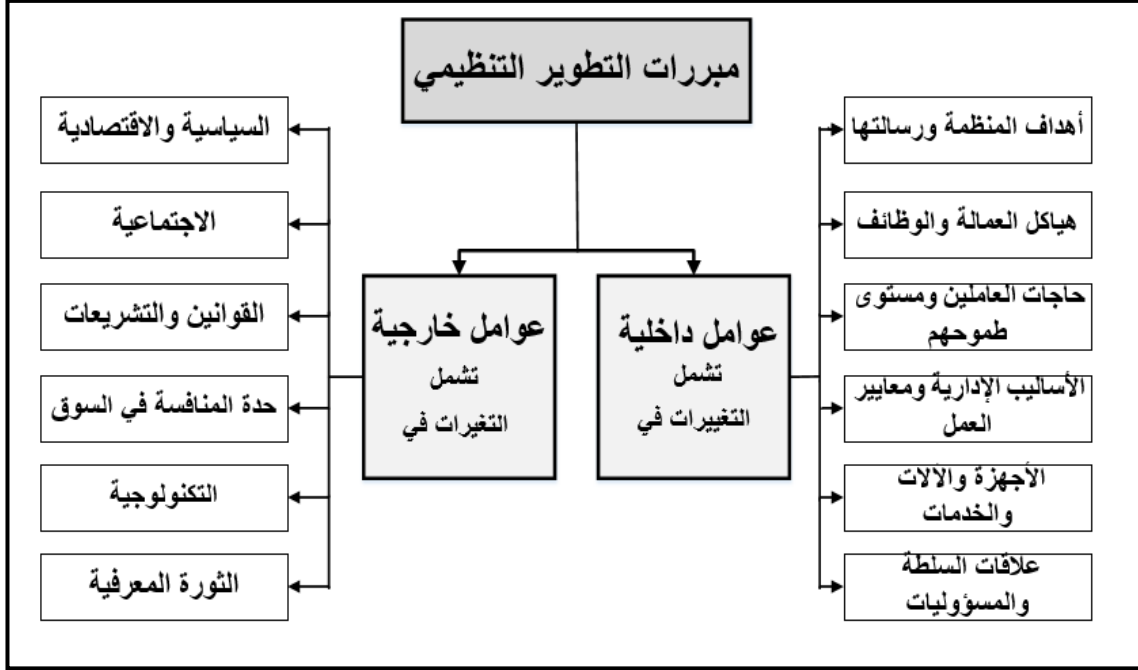 مبررات التطوير التنظيمي
عوامل داخلية
تشمل
التغييرات في
أهداف المنظمة ورسالتها
هياكل العمالة والوظائف
حاجات العاملين ومستوى
طموحهم
الأساليب الإدارية ومعايير
العمل
الأجهزة والآلات
والخدمات
علاقات السلطة
والمسؤوليات
عوامل خارجية
تشمل
التغيرات في
السياسية والاقتصادية
الاجتماعية
القوانين والتشريعات
حدة المنافسة في السوق
التكنولوجية
الثورة المعرفية